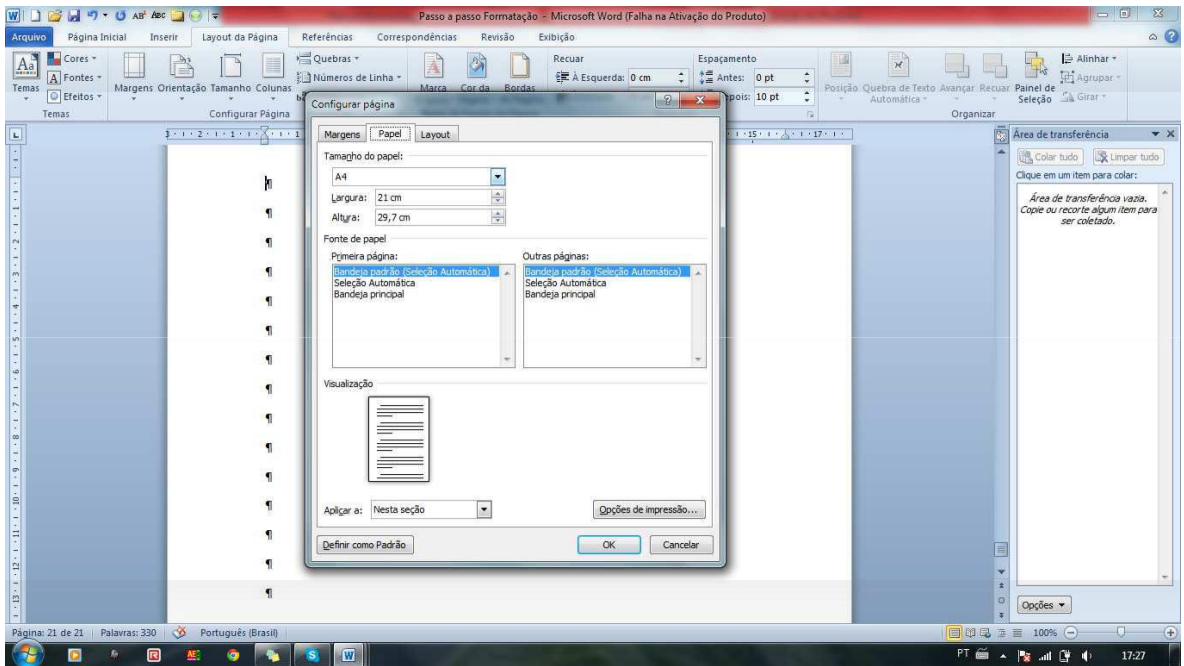 Passo a passo Formatação - Microsoft Word (Falha na Ativação do Produto)
Arquivo Página Inicial Inserir Layout da Página Referências Correspondências Revisão Exibição
Cores
Fontes
Efeitos
Temas
Temas
Margens Orientação Tamanho Colunas
Quebras
Números de Linha
Configurar Página
Marca Cor da Bordas
Recuar
À Esquerda: 0 cm
Espaçamento
Antes: 0 pt
pois: 10 pt
Posição Quebra de Texto Automática Avançar Recuar Painel de Seleção
Alinhar
Agrupar
Girar
Organizar
Configurar página
Margens Papel Layout
Tamanho do papel:
A4
Largura: 21 cm
Altura: 29,7 cm
Fonte de papel
Primeira página:
Bandeja padrão (Seleção Automática)
Seleção Automática
Bandeja principal
Outras páginas:
Bandeja padrão (Seleção Automática)
Seleção Automática
Bandeja principal
Visualização
Aplicar a: Nesta seção
Opções de impressão...
Definir como Padrão
OK Cancelar
Área de transferência
Colar tudo Limpar tudo
Clique em um item para colar:
Área de transferência vazia.
Copie ou recorte algum item para
ser coletado.
Opções
Página: 21 de 21 Palavras: 330 Português (Brasil)
100%
PT 17:27